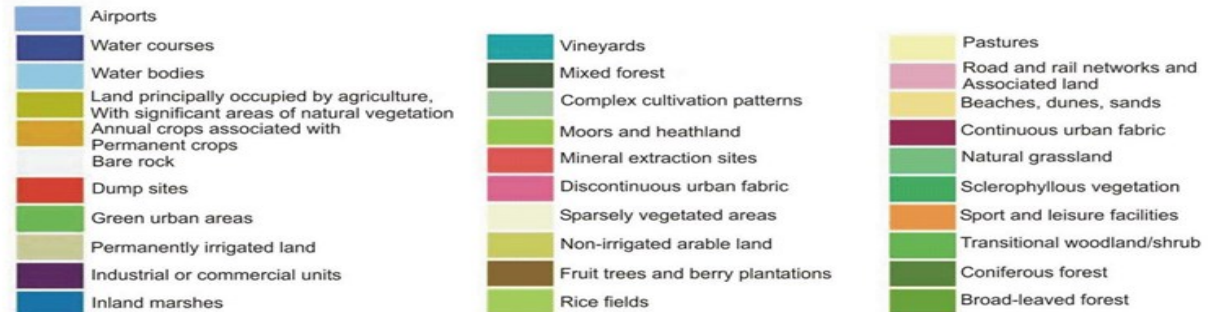 Airports
Water courses
Water bodies
Land principally occupied by agriculture,
With significant areas of natural vegetation
Annual crops associated with
Permanent crops
Bare rock
Dump sites
Green urban areas
Permanently irrigated land
Industrial or commercial units
Inland marshes
Vineyards
Mixed forest
Complex cultivation patterns
Moors and heathland
Mineral extraction sites
Discontinuous urban fabric
Sparsely vegetated areas
Non-irrigated arable land
Fruit trees and berry plantations
Rice fields
Pastures
Road and rail networks and
Associated land
Beaches, dunes, sands
Continuous urban fabric
Natural grassland
Sclerophyllous vegetation
Sport and leisure facilities
Transitional woodland/shrub
Coniferous forest
Broad-leaved forest